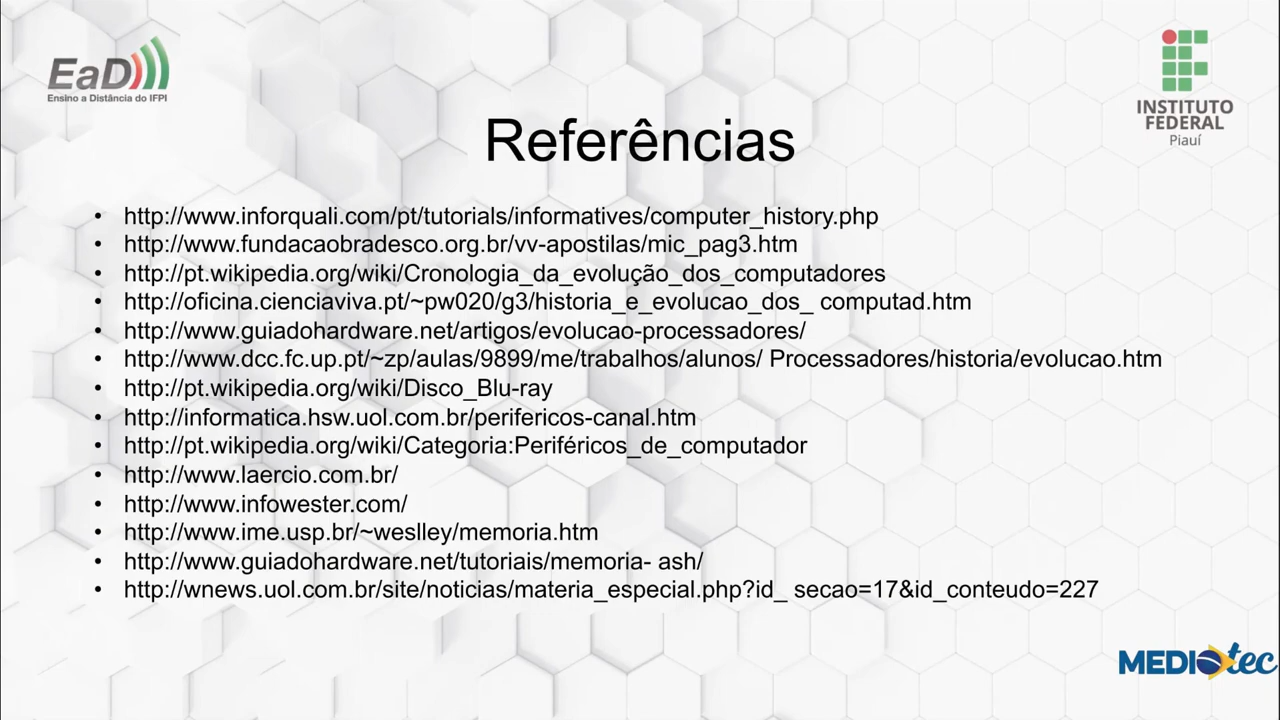 EaD
Ensino a Distância do IFPI
INSTITUTO
FEDERAL
Piauí
Referências
• http://www.inforquali.com/pt/tutorials/informatives/computer_history.php
• http://www.fundacaobradesco.org.br/vv-apostilas/mic_pag3.htm
• http://pt.wikipedia.org/wiki/Cronologia_da_evolução_dos_computadores
• http://oficina.cienciaviva.pt/~pw020/g3/historia_e_evolucao_dos_ computad.htm
• http://www.guiadohardware.net/artigos/evolucao-processadores/
• http://www.dcc.fc.up.pt/~zp/aulas/9899/me/trabalhos/alunos/ Processadores/historia/evolucao.htm
• http://pt.wikipedia.org/wiki/Disco_Blu-ray
• http://informatica.hsw.uol.com.br/perifericos-canal.htm
• http://pt.wikipedia.org/wiki/Categoria:Periféricos_de_computador
• http://www.laercio.com.br/
• http://www.infowester.com/
• http://www.ime.usp.br/~weslley/memoria.htm
• http://www.guiadohardware.net/tutoriais/memoria- ash/
• http://wnews.uol.com.br/site/noticias/materia_especial.php?id_ secao=17&id_conteudo=227
MEDIOtec